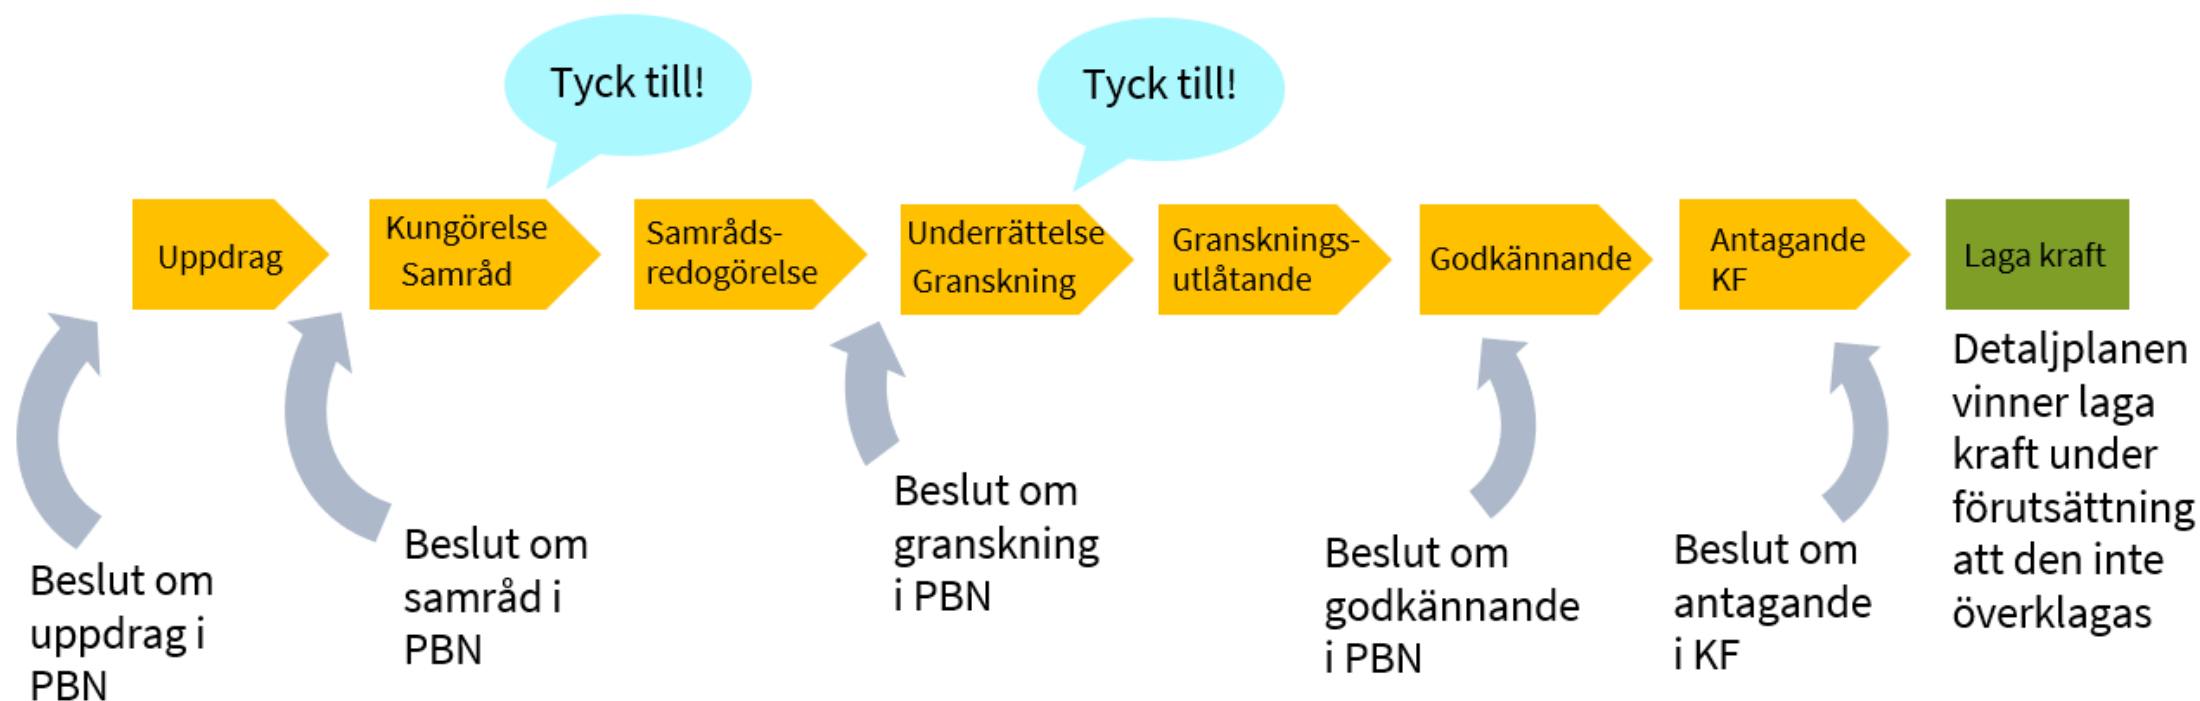 Tyck till!
Tyck till!
Uppdrag
Kungörelse
Samråd
Samråds-
redogörelse
Underrättelse
Granskning
Gransknings-
utlåtande
Godkännande
Antagande
KF
Laga kraft
Beslut om
uppdrag i
PBN
Beslut om
samråd i
PBN
Beslut om
granskning
i PBN
Beslut om
godkännande
i PBN
Beslut om
antagande
i KF
Detaljplanen
vinner laga
kraft under
förutsättning
att den inte
överklagas